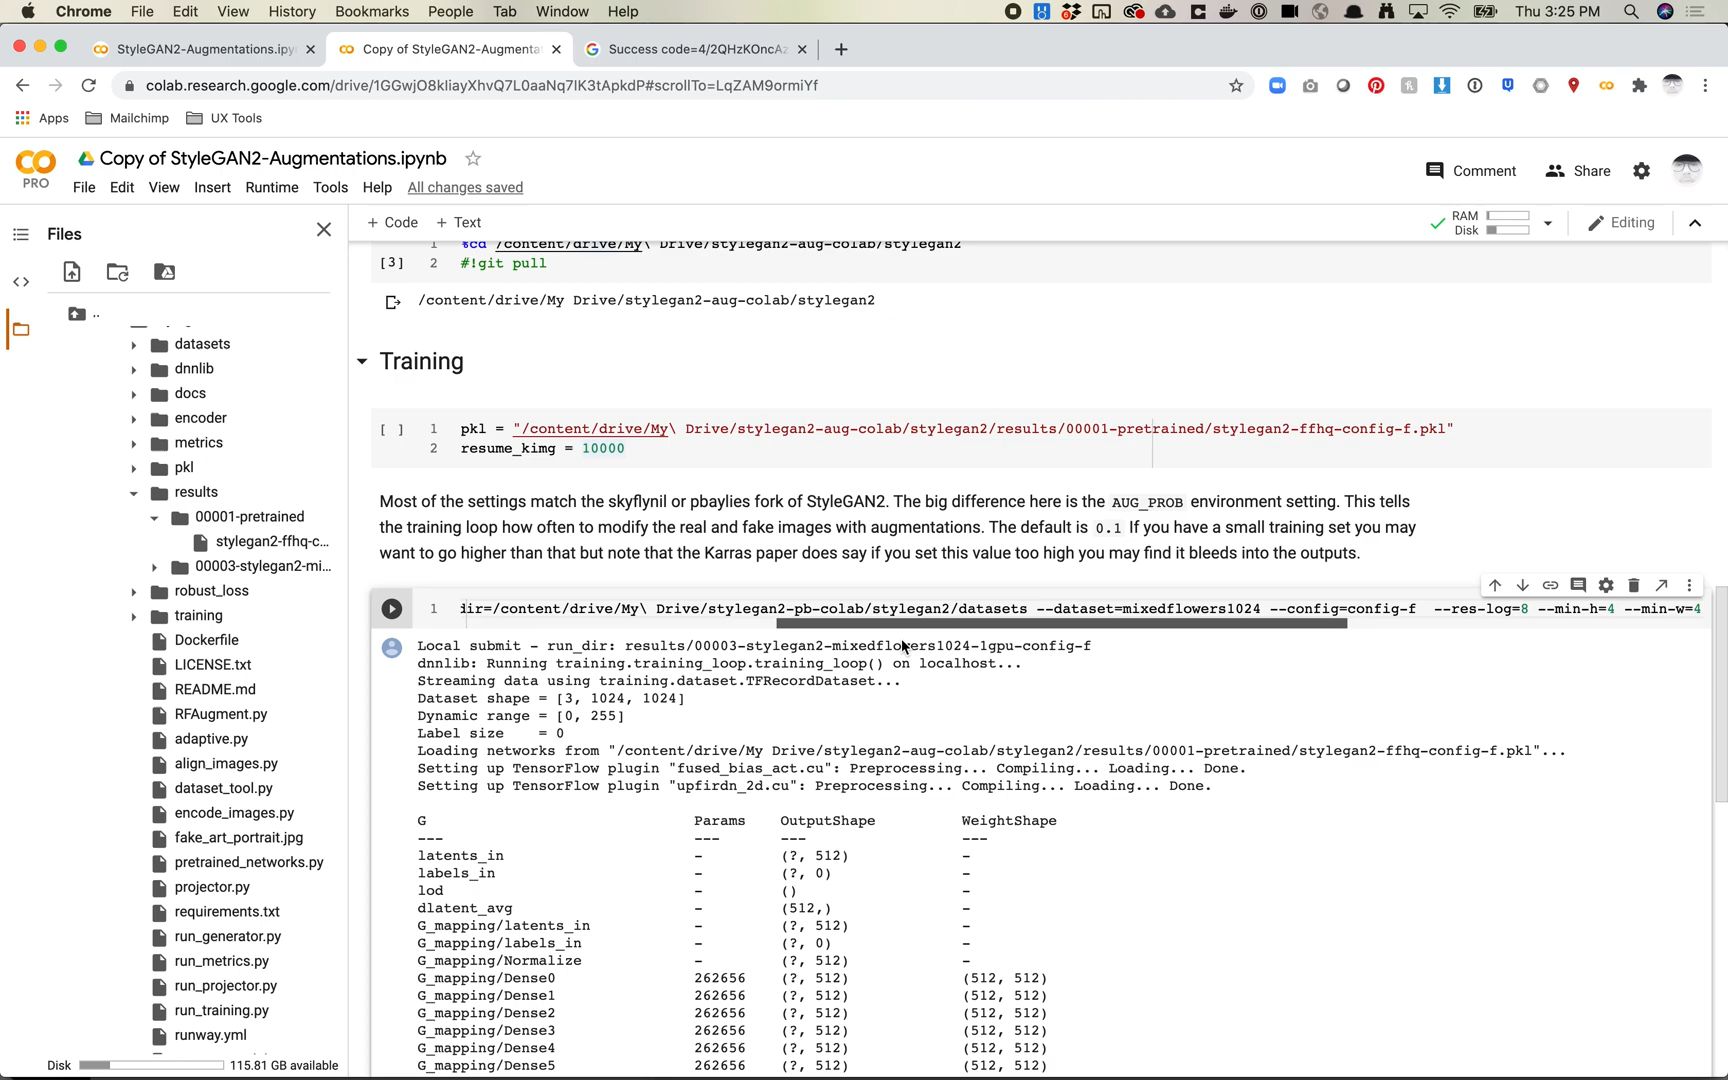 Chrome File Edit View History Bookmarks People Tab Window Help Thu 3:25 PM
StyleGAN2-Augmentations.ipy Copy of StyleGAN2-Augmenta Success code=4/2QHzKOncA
colab.research.google.com/drive/1GGwjO8kliayXhvQ7L0aaNq7lK3tApkdP#scrollTo=LqZAM9ormiYf
Apps Mailchimp UX Tools
Copy of StyleGAN2-Augmentations.ipynb
PRO
File Edit View Insert Runtime Tools Help All changes saved
Comment Share
Files
+ Code + Text
RAM
Disk
Editing
1 %cd /content/drive/My\ Drive/stylegan2-aug-colab/stylegan2
[3] 2 #!git pull
/content/drive/My Drive/stylegan2-aug-colab/stylegan2
Training
[ ] 1 pkl = "/content/drive/My\ Drive/stylegan2-aug-colab/stylegan2/results/00001-pretrained/stylegan2-ffhq-config-f.pkl"
2 resume_kimg = 10000
Most of the settings match the skyflynil or pbaylies fork of StyleGAN2. The big difference here is the AUG_PROB environment setting. This tells
the training loop how often to modify the real and fake images with augmentations. The default is 0.1 If you have a small training set you may
want to go higher than that but note that the Karras paper does say if you set this value too high you may find it bleeds into the outputs.
1 dir=/content/drive/My\ Drive/stylegan2-pb-colab/stylegan2/datasets --dataset=mixedflowers1024 --config=config-f --res-log=8 --min-h=4 --min-w=4
Local submit - run_dir: results/00003-stylegan2-mixedflowers1024-1gpu-config-f
dnnlib: Running training.training_loop.training_loop() on localhost...
Streaming data using training.dataset.TFRecordDataset...
Dataset shape = [3, 1024, 1024]
Dynamic range = [0, 255]
Label size = 0
Loading networks from "/content/drive/My Drive/stylegan2-aug-colab/stylegan2/results/00001-pretrained/stylegan2-ffhq-config-f.pkl"...
Setting up TensorFlow plugin "fused_bias_act.cu": Preprocessing... Compiling... Loading... Done.
Setting up TensorFlow plugin "upfirdn_2d.cu": Preprocessing... Compiling... Loading... Done.
G Params OutputShape WeightShape
--- --- --- ---
latents_in - (?, 512) -
labels_in - (?, 0) -
lod - () -
dlatent_avg - (512,) -
G_mapping/latents_in - (?, 512) -
G_mapping/labels_in - (?, 0) -
G_mapping/Normalize - (?, 512) -
G_mapping/Dense0 262656 (?, 512) (512, 512)
G_mapping/Dense1 262656 (?, 512) (512, 512)
G_mapping/Dense2 262656 (?, 512) (512, 512)
G_mapping/Dense3 262656 (?, 512) (512, 512)
G_mapping/Dense4 262656 (?, 512) (512, 512)
G_mapping/Dense5 262656 (?, 512) (512, 512)
..
datasets
dnnlib
docs
encoder
metrics
pkl
results
00001-pretrained
stylegan2-ffhq-c...
00003-stylegan2-mi...
robust_loss
training
Dockerfile
LICENSE.txt
README.md
RFAugment.py
adaptive.py
align_images.py
dataset_tool.py
encode_images.py
fake_art_portrait.jpg
pretrained_networks.py
projector.py
requirements.txt
run_generator.py
run_metrics.py
run_projector.py
run_training.py
runway.yml
Disk 115.81 GB available